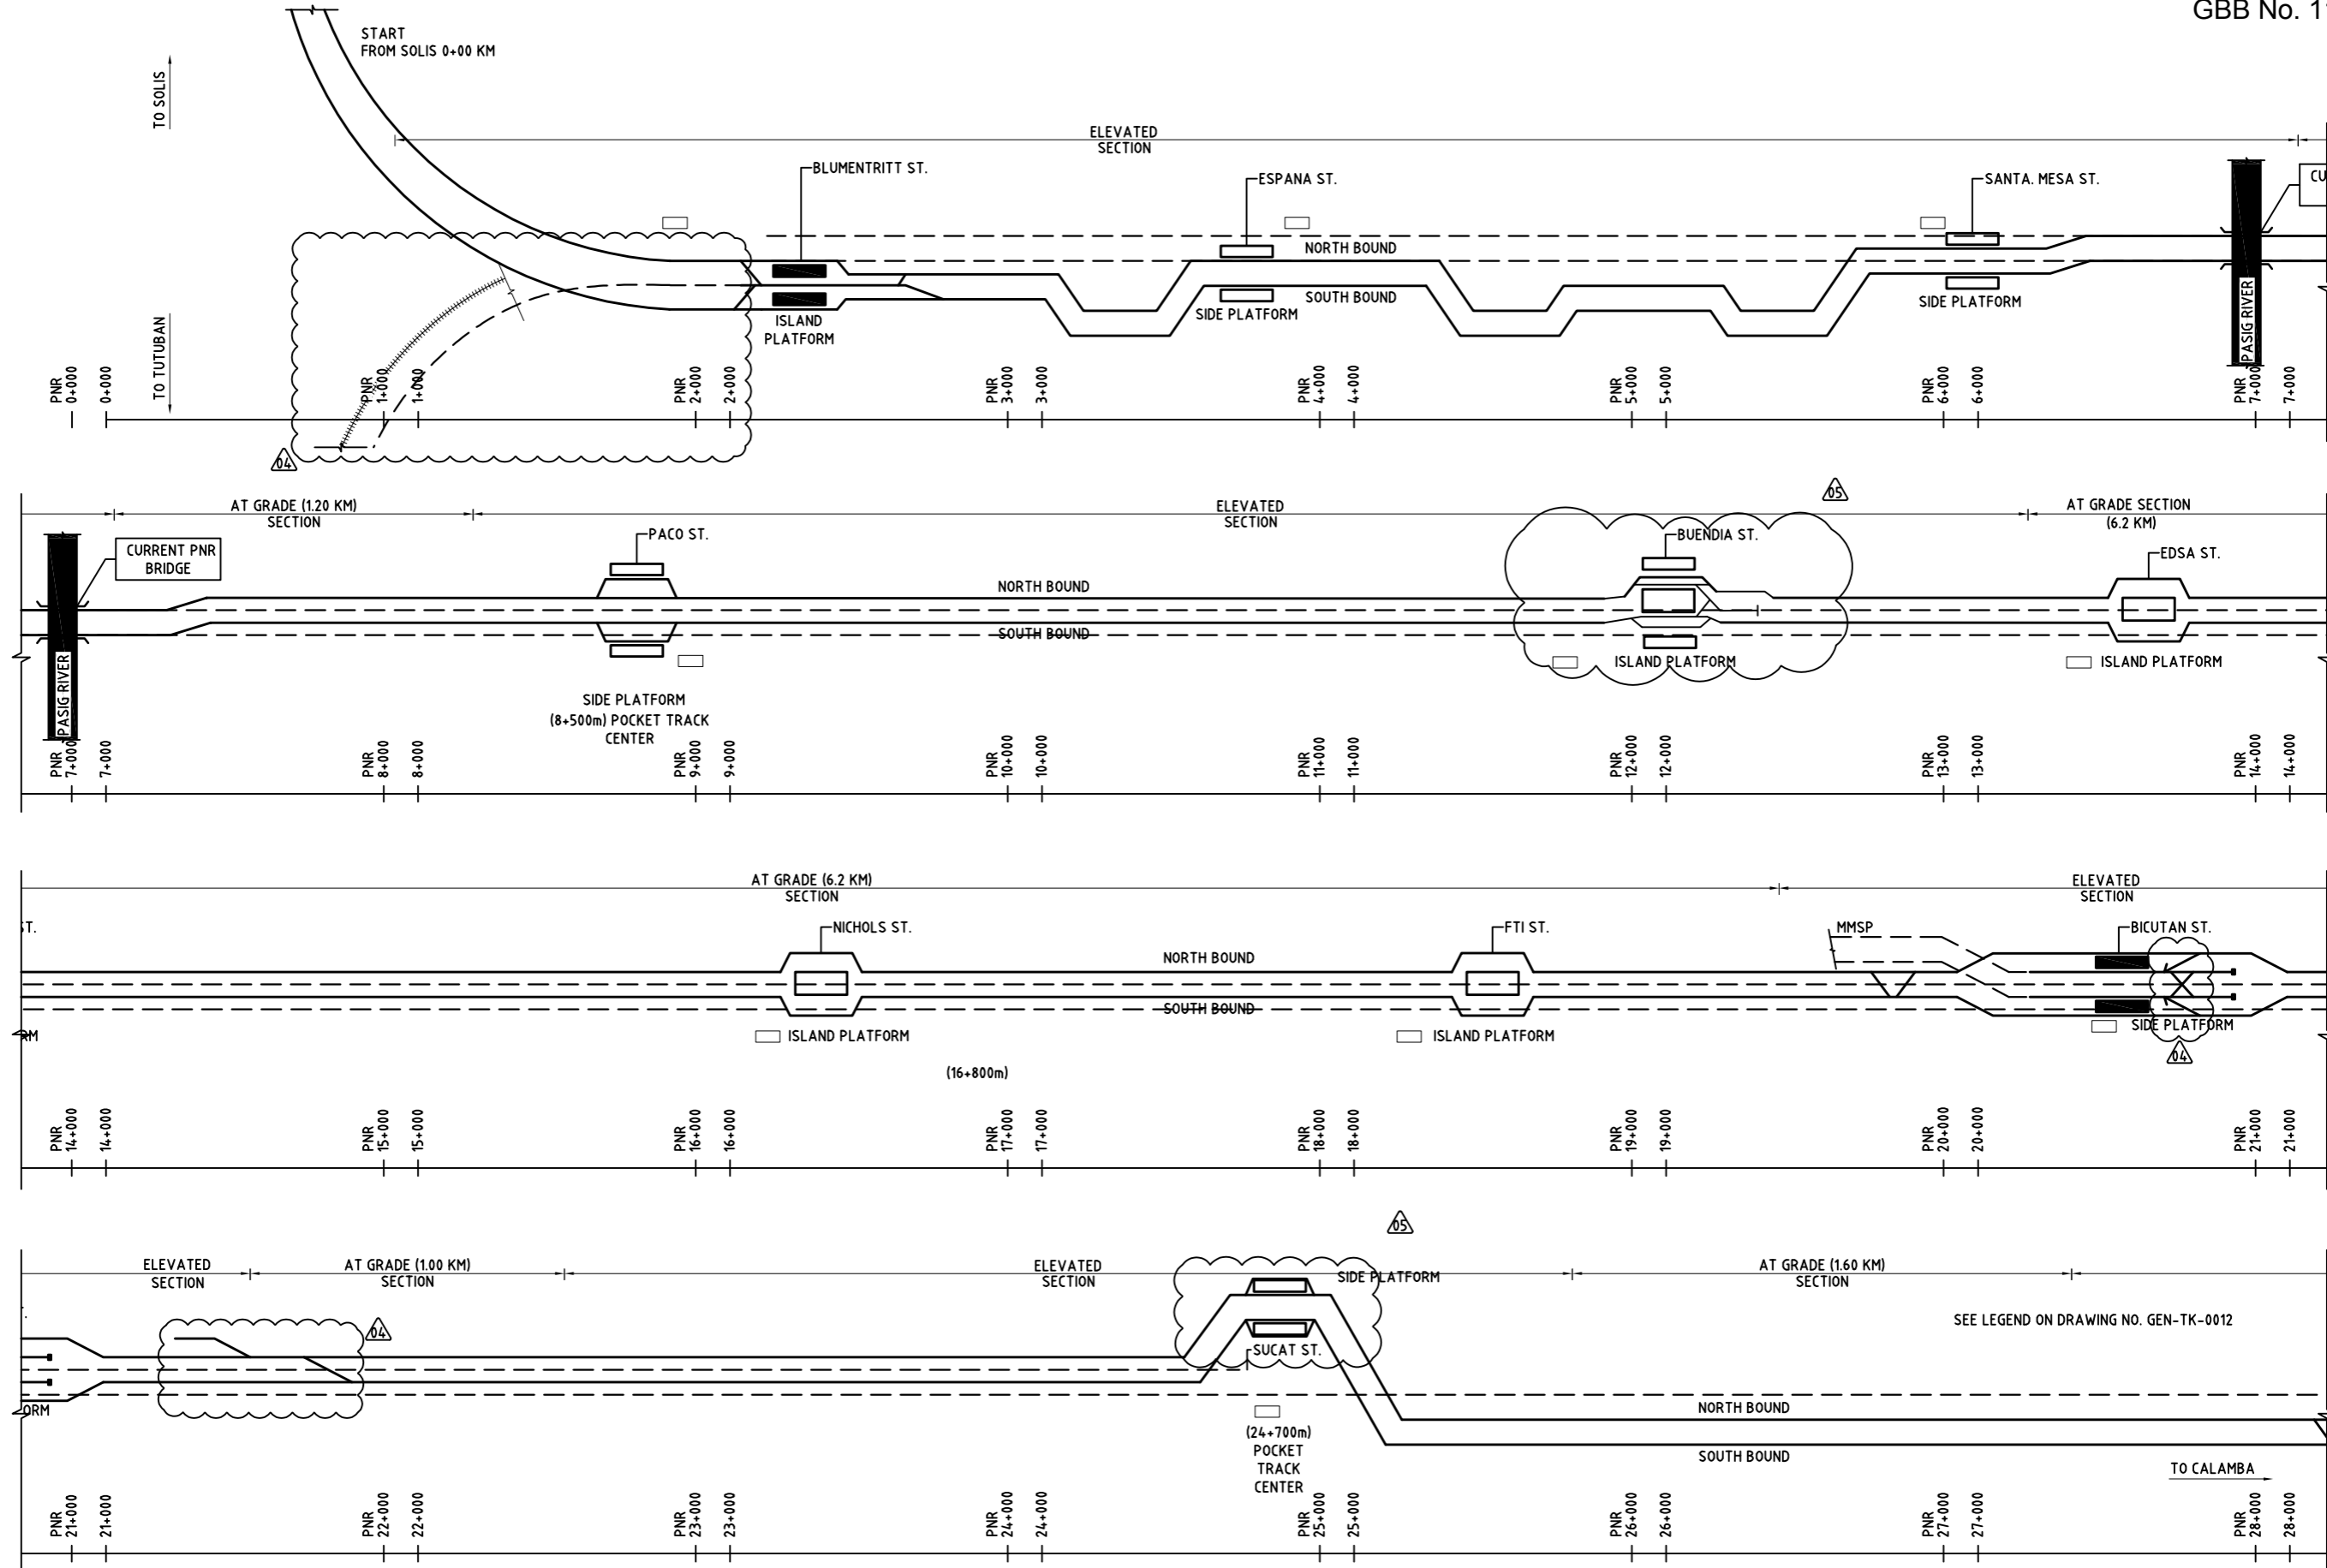 GBB No. 1
START
FROM SOLIS 0+00 KM
TO SOLIS
ELEVATED
SECTION
BLUMENTRITT ST.
ESPANA ST.
SANTA. MESA ST.
CU
NORTH BOUND
SOUTH BOUND
ISLAND
PLATFORM
SIDE PLATFORM
SIDE PLATFORM
PASIG RIVER
TO TUTUBAN
PNR
0+000
0+000
PNR
1+000
1+000
PNR
2+000
2+000
PNR
3+000
3+000
PNR
4+000
4+000
PNR
5+000
5+000
PNR
6+000
6+000
PNR
7+000
7+000
04
05
AT GRADE (1.20 KM)
SECTION
ELEVATED
SECTION
AT GRADE SECTION
(6.2 KM)
CURRENT PNR
BRIDGE
PACO ST.
BUENDIA ST.
EDSA ST.
NORTH BOUND
SOUTH BOUND
PASIG RIVER
ISLAND PLATFORM
ISLAND PLATFORM
SIDE PLATFORM
(8+500m) POCKET TRACK
CENTER
PNR
7+000
7+000
PNR
8+000
8+000
PNR
9+000
9+000
PNR
10+000
10+000
PNR
11+000
11+000
PNR
12+000
12+000
PNR
13+000
13+000
PNR
14+000
14+000
AT GRADE (6.2 KM)
SECTION
ELEVATED
SECTION
ST.
NICHOLS ST.
FTI ST.
MMSP
BICUTAN ST.
NORTH BOUND
SOUTH BOUND
RM
ISLAND PLATFORM
ISLAND PLATFORM
SIDE PLATFORM
04
(16+800m)
PNR
14+000
14+000
PNR
15+000
15+000
PNR
16+000
16+000
PNR
17+000
17+000
PNR
18+000
18+000
PNR
19+000
19+000
PNR
20+000
20+000
PNR
21+000
21+000
05
ELEVATED
SECTION
AT GRADE (1.00 KM)
SECTION
ELEVATED
SECTION
SIDE PLATFORM
AT GRADE (1.60 KM)
SECTION
SEE LEGEND ON DRAWING NO. GEN-TK-0012
04
SUCAT ST.
ORM
NORTH BOUND
SOUTH BOUND
(24+700m)
POCKET
TRACK
CENTER
TO CALAMBA
PNR
21+000
21+000
PNR
22+000
22+000
PNR
23+000
23+000
PNR
24+000
24+000
PNR
25+000
25+000
PNR
26+000
26+000
PNR
27+000
27+000
PNR
28+000
28+000